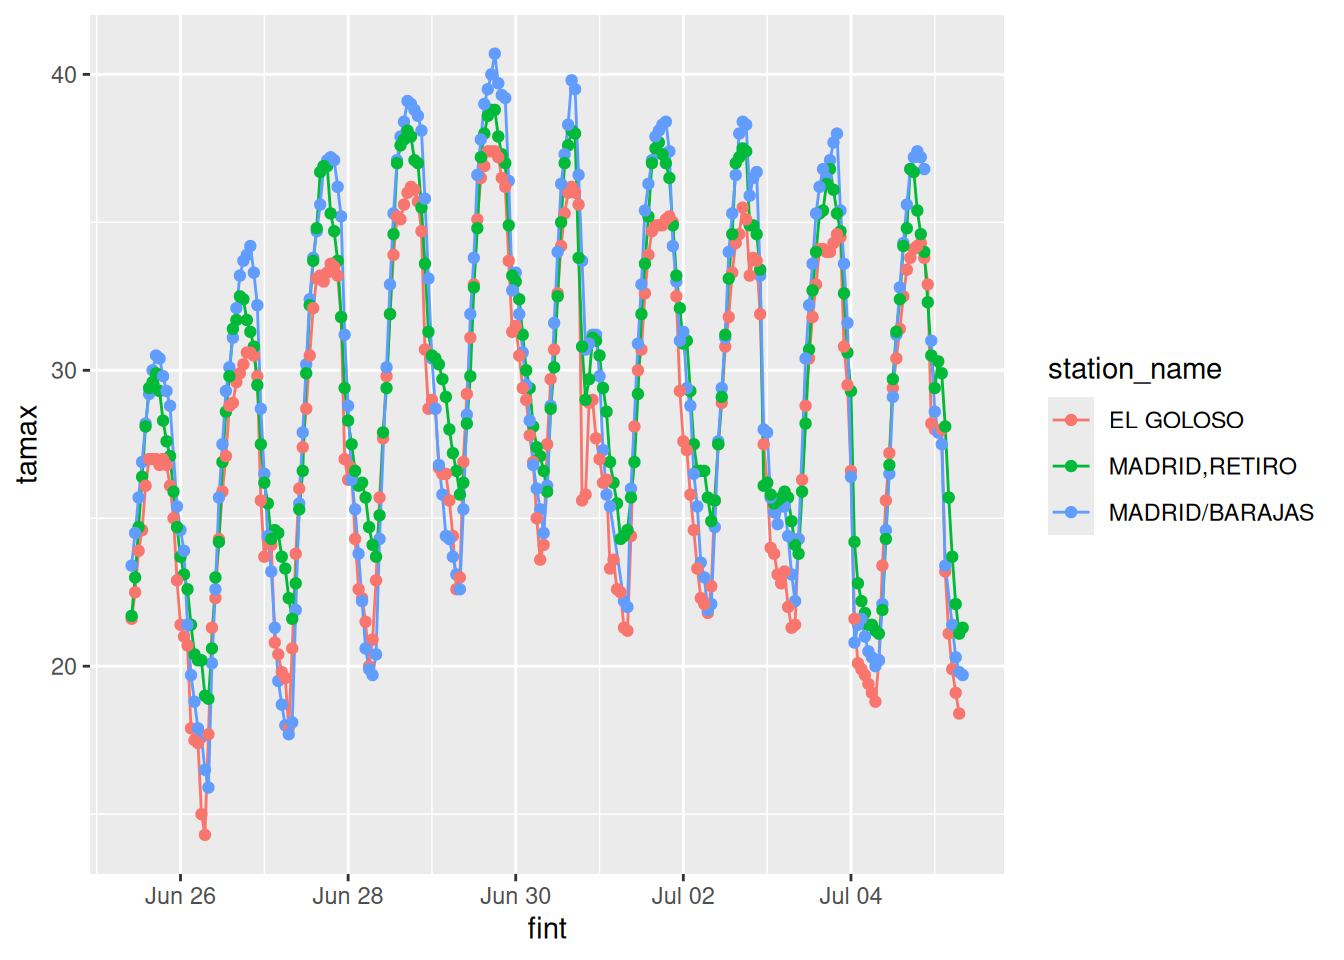 tamax
40
30
20
Jun 26
Jun 28
Jun 30
Jul 02
Jul 04
fint
station_name
EL GOLOSO
MADRID,RETIRO
MADRID/BARAJAS